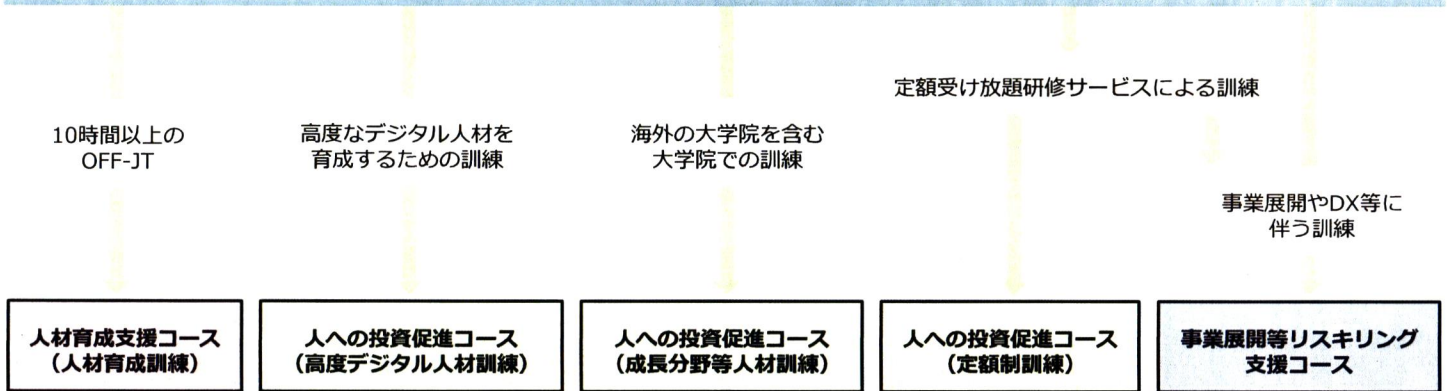 定額受け放題研修サービスによる訓練
10時間以上の
OFF-JT
高度なデジタル人材を
育成するための訓練
海外の大学院を含む
大学院での訓練
事業展開やDX等に
伴う訓練
人材育成支援コース
（人材育成訓練）
人への投資促進コース
（高度デジタル人材訓練）
人への投資促進コース
（成長分野等人材訓練）
人への投資促進コース
（定額制訓練）
事業展開等リスキリング
支援コース